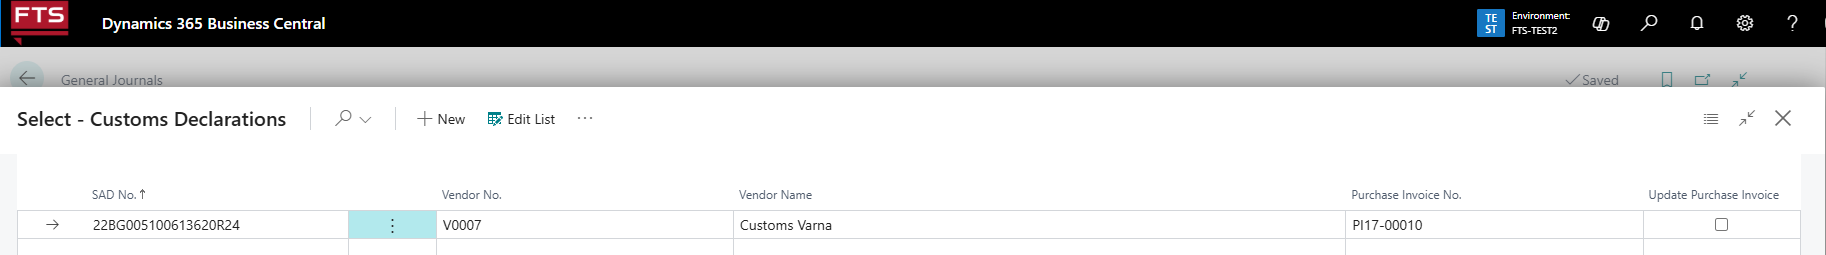 FTS
Dynamics 365 Business Central
TE
ST
Environment:
FTS-TEST2
?
General Journals
Saved
Select - Customs Declarations
New
Edit List
...
SAD No. ↑
Vendor No.
Vendor Name
Purchase Invoice No.
Update Purchase Invoice
22BG005100613620R24
V0007
Customs Varna
PI17-00010